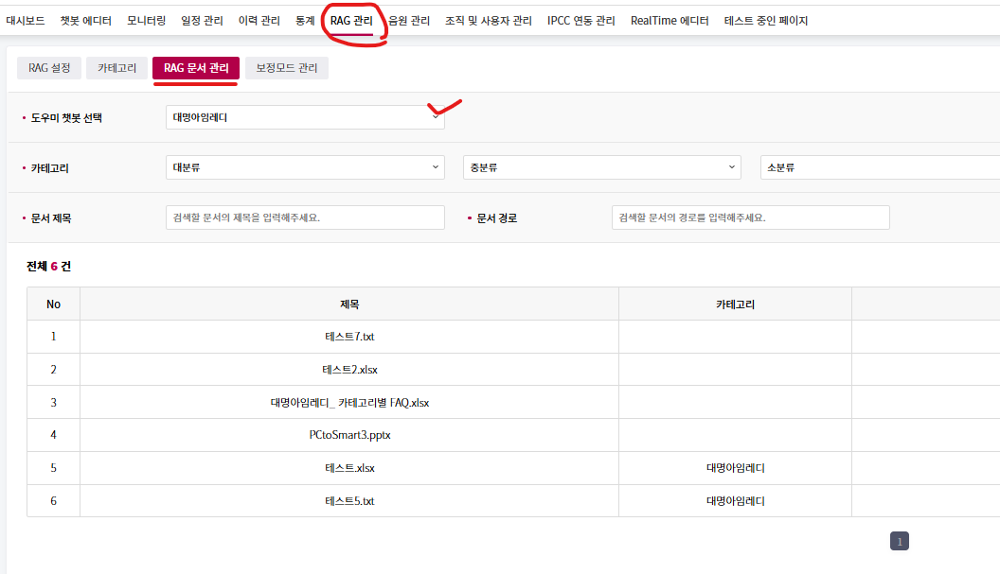 대시보드 챗봇 에디터 모니터링 일정 관리 이력 관리 통계 RAG 관리 음원 관리 조직 및 사용자 관리 IPCC 연동 관리 RealTime 에디터 테스트 중인 페이지
RAG 설정 카테고리 RAG 문서 관리 보정모드 관리
도우미 챗봇 선택 대명아임레디
카테고리 대분류 중분류 소분류
문서 제목 검색할 문서의 제목을 입력해주세요. 문서 경로 검색할 문서의 경로를 입력해주세요.
전체 6 건
No 제목 카테고리
1 테스트7.txt
2 테스트2.xlsx
3 대명아임레디_ 카테고리별 FAQ.xlsx
4 PCtoSmart3.pptx
5 테스트.xlsx 대명아임레디
6 테스트5.txt 대명아임레디
1